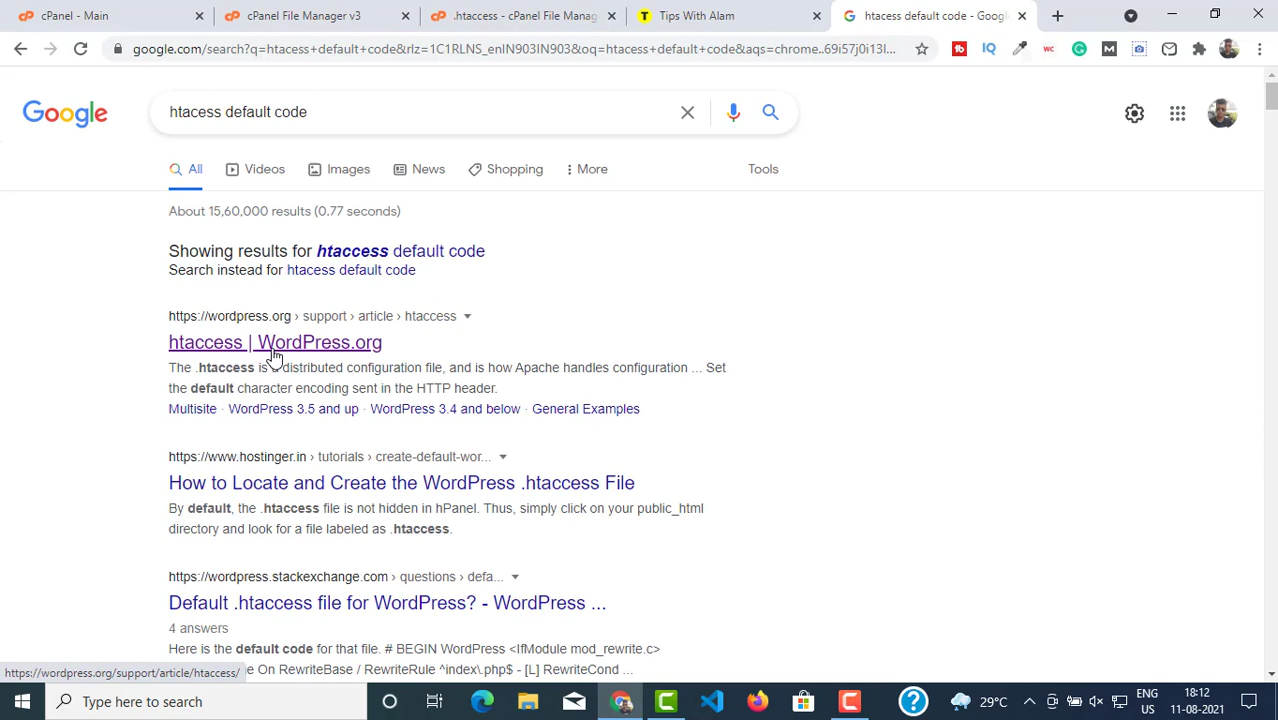 cPanel - Main
cPanel File Manager v3
.htaccess - cPanel File Manag
Tips With Alam
htacess default code - Googl
google.com/search?q=htacess+default+code&rlz=1C1RLNS_enIN903IN903&oq=htacess+default+code&aqs=chrome..69i57j0i13l...
Google
htacess default code
All
Videos
Images
News
Shopping
More
Tools
About 15,60,000 results (0.77 seconds)
Showing results for htaccess default code
Search instead for htacess default code
https://wordpress.org › support › article › htaccess
htaccess | WordPress.org
The .htaccess is a distributed configuration file, and is how Apache handles configuration ... Set
the default character encoding sent in the HTTP header.
Multisite · WordPress 3.5 and up · WordPress 3.4 and below · General Examples
https://www.hostinger.in › tutorials › create-default-wor...
How to Locate and Create the WordPress .htaccess File
By default, the .htaccess file is not hidden in hPanel. Thus, simply click on your public_html
directory and look for a file labeled as .htaccess.
https://wordpress.stackexchange.com › questions › defa...
Default .htaccess file for WordPress? - WordPress ...
4 answers
Here is the default code for that file. # BEGIN WordPress <IfModule mod_rewrite.c>
ne On RewriteBase / RewriteRule ^index\.php$ - [L] RewriteCond ...
https://wordpress.org/support/article/htaccess/
Type here to search
29°C
ENG
US
18:12
11-08-2021